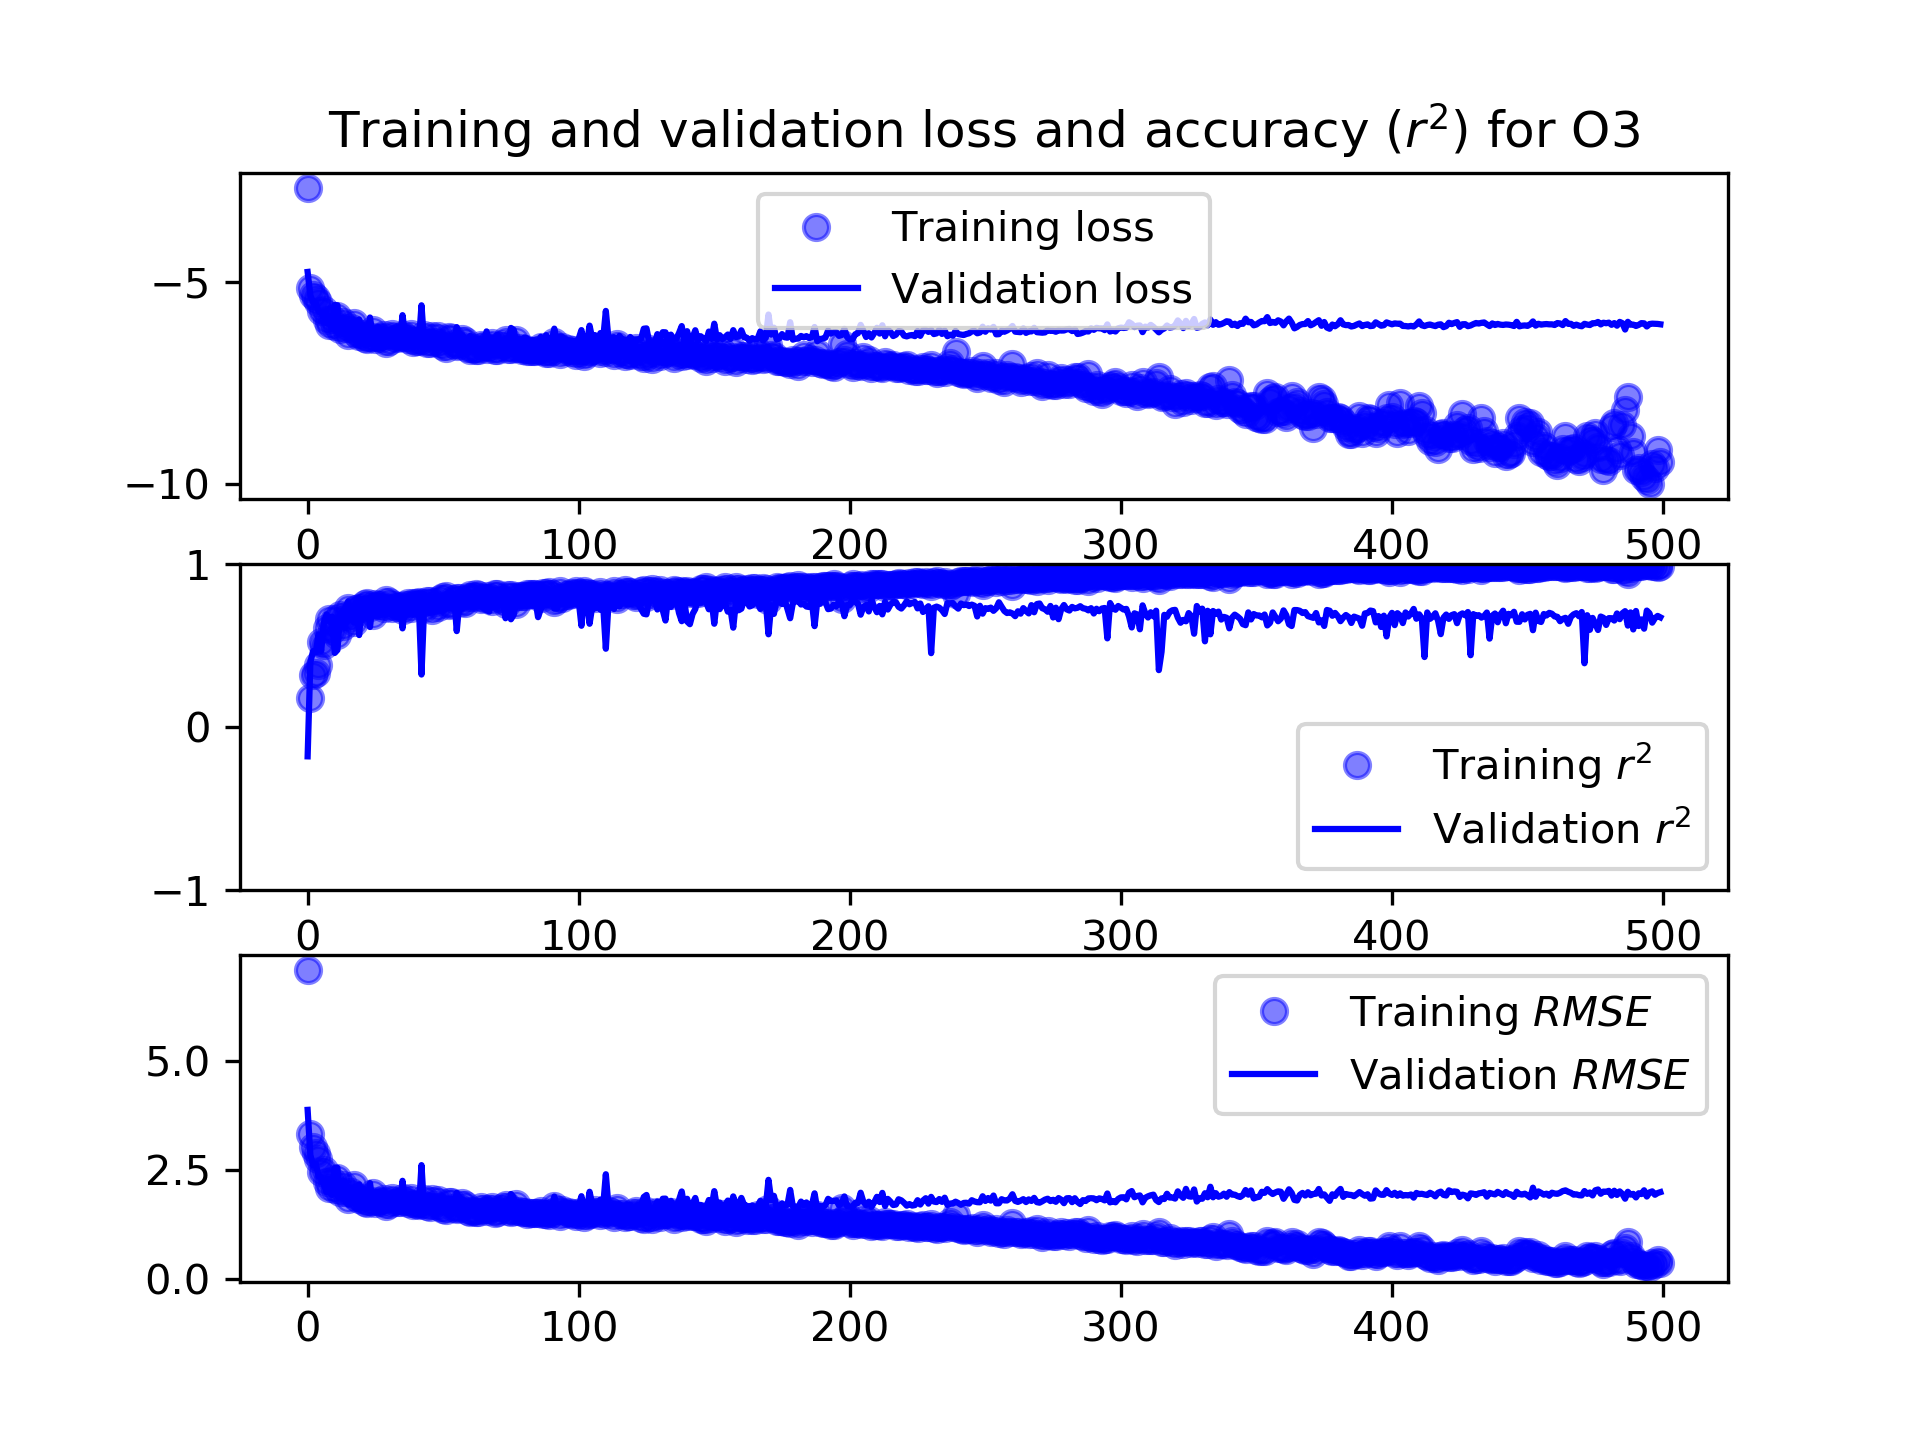 Training and validation loss and accuracy (r²) for O3
Training loss
Validation loss
−5
−10
0 100 200 300 400 500
1
0
−1
Training r²
Validation r²
0 100 200 300 400 500
Training RMSE
Validation RMSE
5.0
2.5
0.0
0 100 200 300 400 500